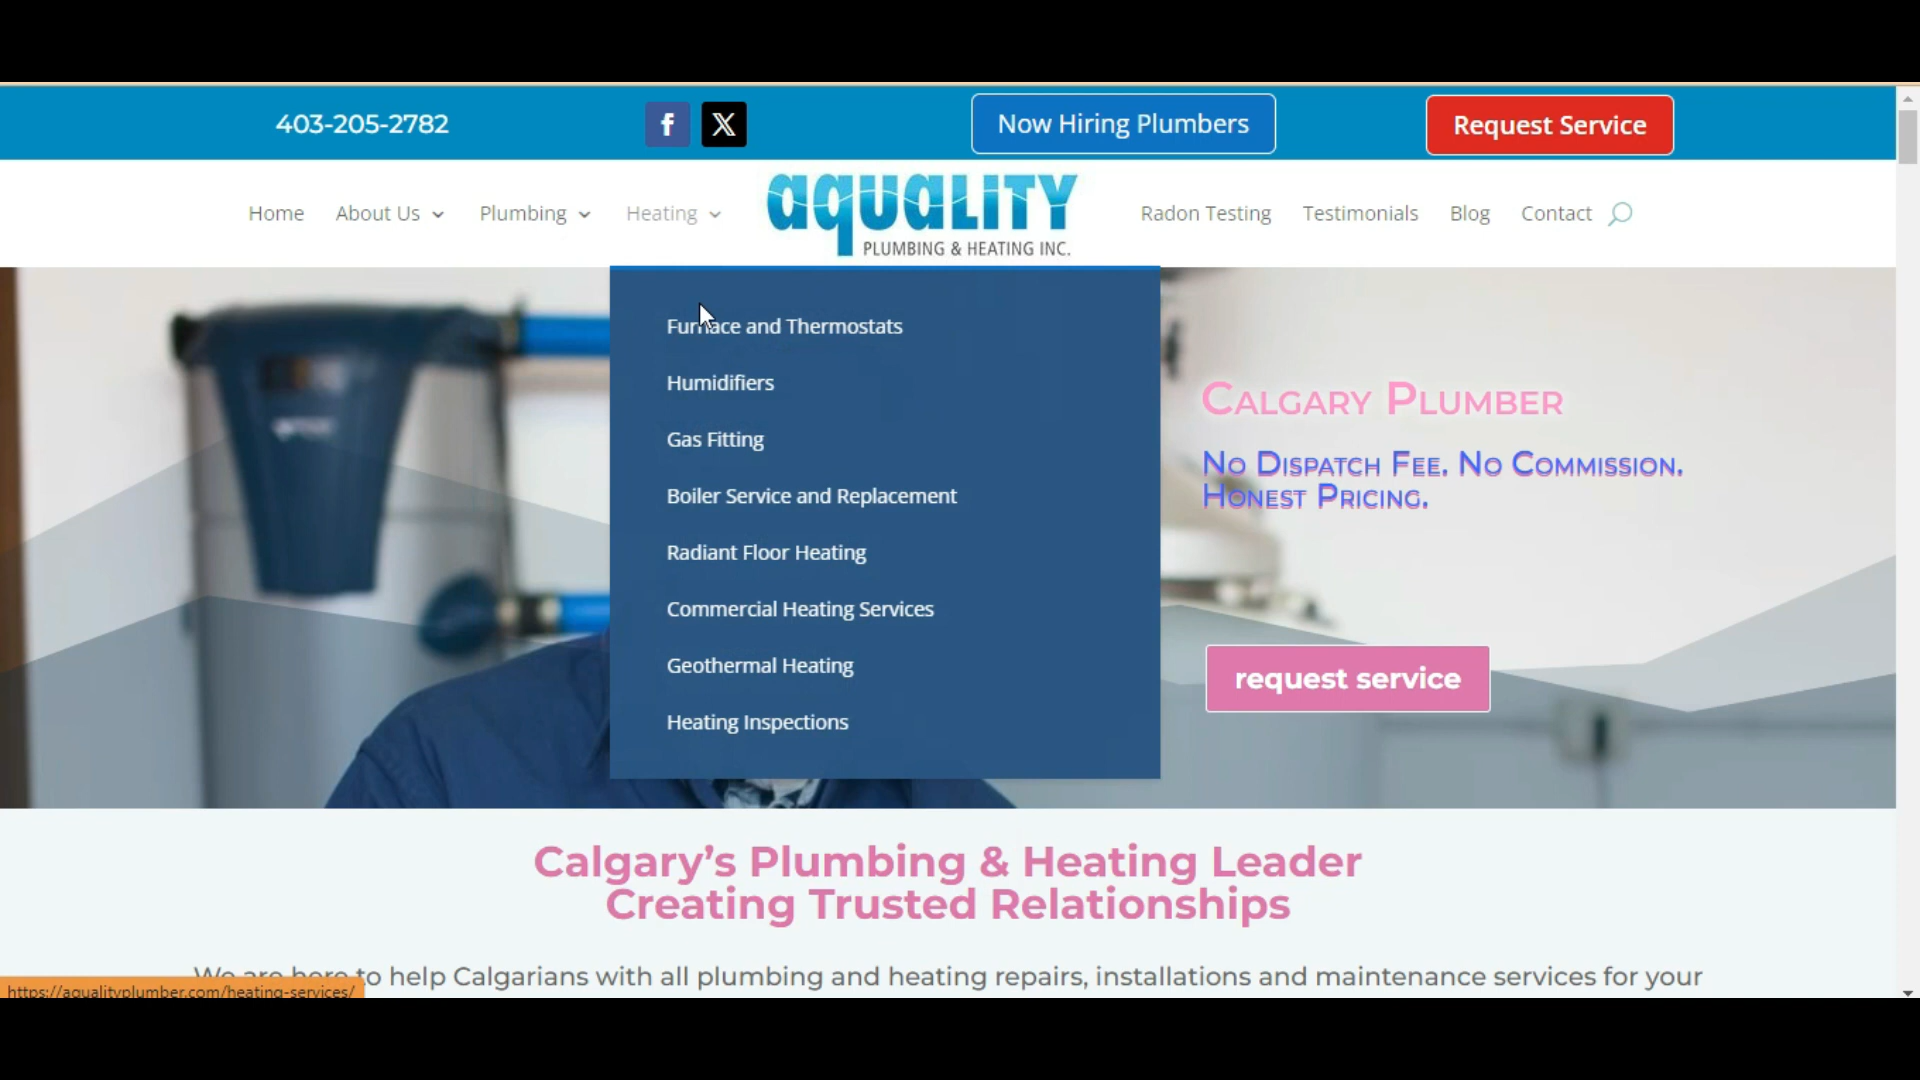 403-205-2782
Now Hiring Plumbers
Request Service
Home
About Us
Plumbing
Heating
aQUaLITY
PLUMBING & HEATING INC.
Radon Testing
Testimonials
Blog
Contact
Furnace and Thermostats
Humidifiers
Gas Fitting
Boiler Service and Replacement
Radiant Floor Heating
Commercial Heating Services
Geothermal Heating
Heating Inspections
Calgary Plumber
No Dispatch Fee. No Commission.
Honest Pricing.
request service
Calgary’s Plumbing & Heating Leader
Creating Trusted Relationships
We are here to help Calgarians with all plumbing and heating repairs, installations and maintenance services for your
https://aqualityplumber.com/heating-services/